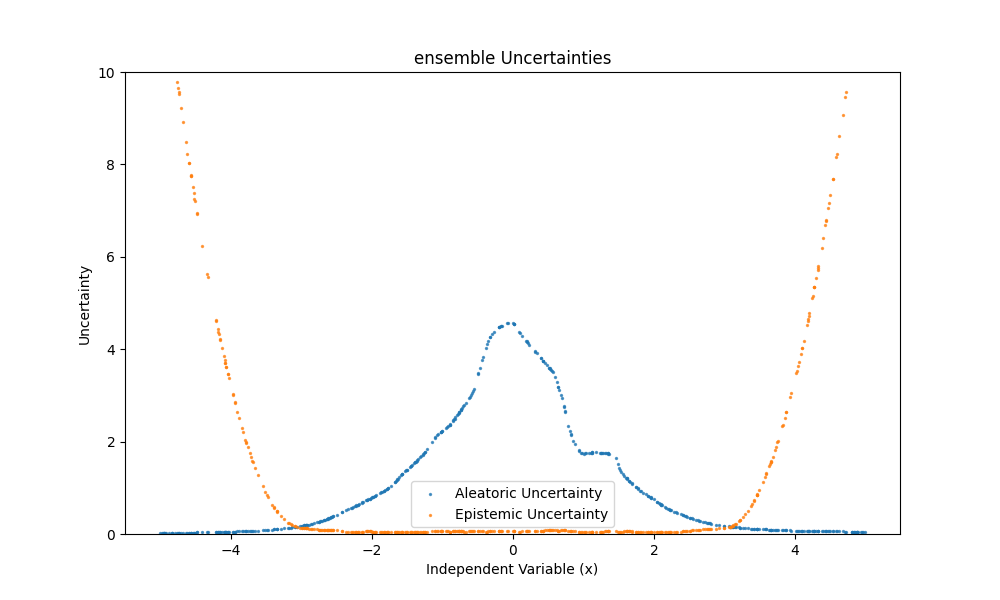 ensemble Uncertainties
10
8
6
4
2
0
Uncertainty
Aleatoric Uncertainty
Epistemic Uncertainty
−4
−2
0
2
4
Independent Variable (x)